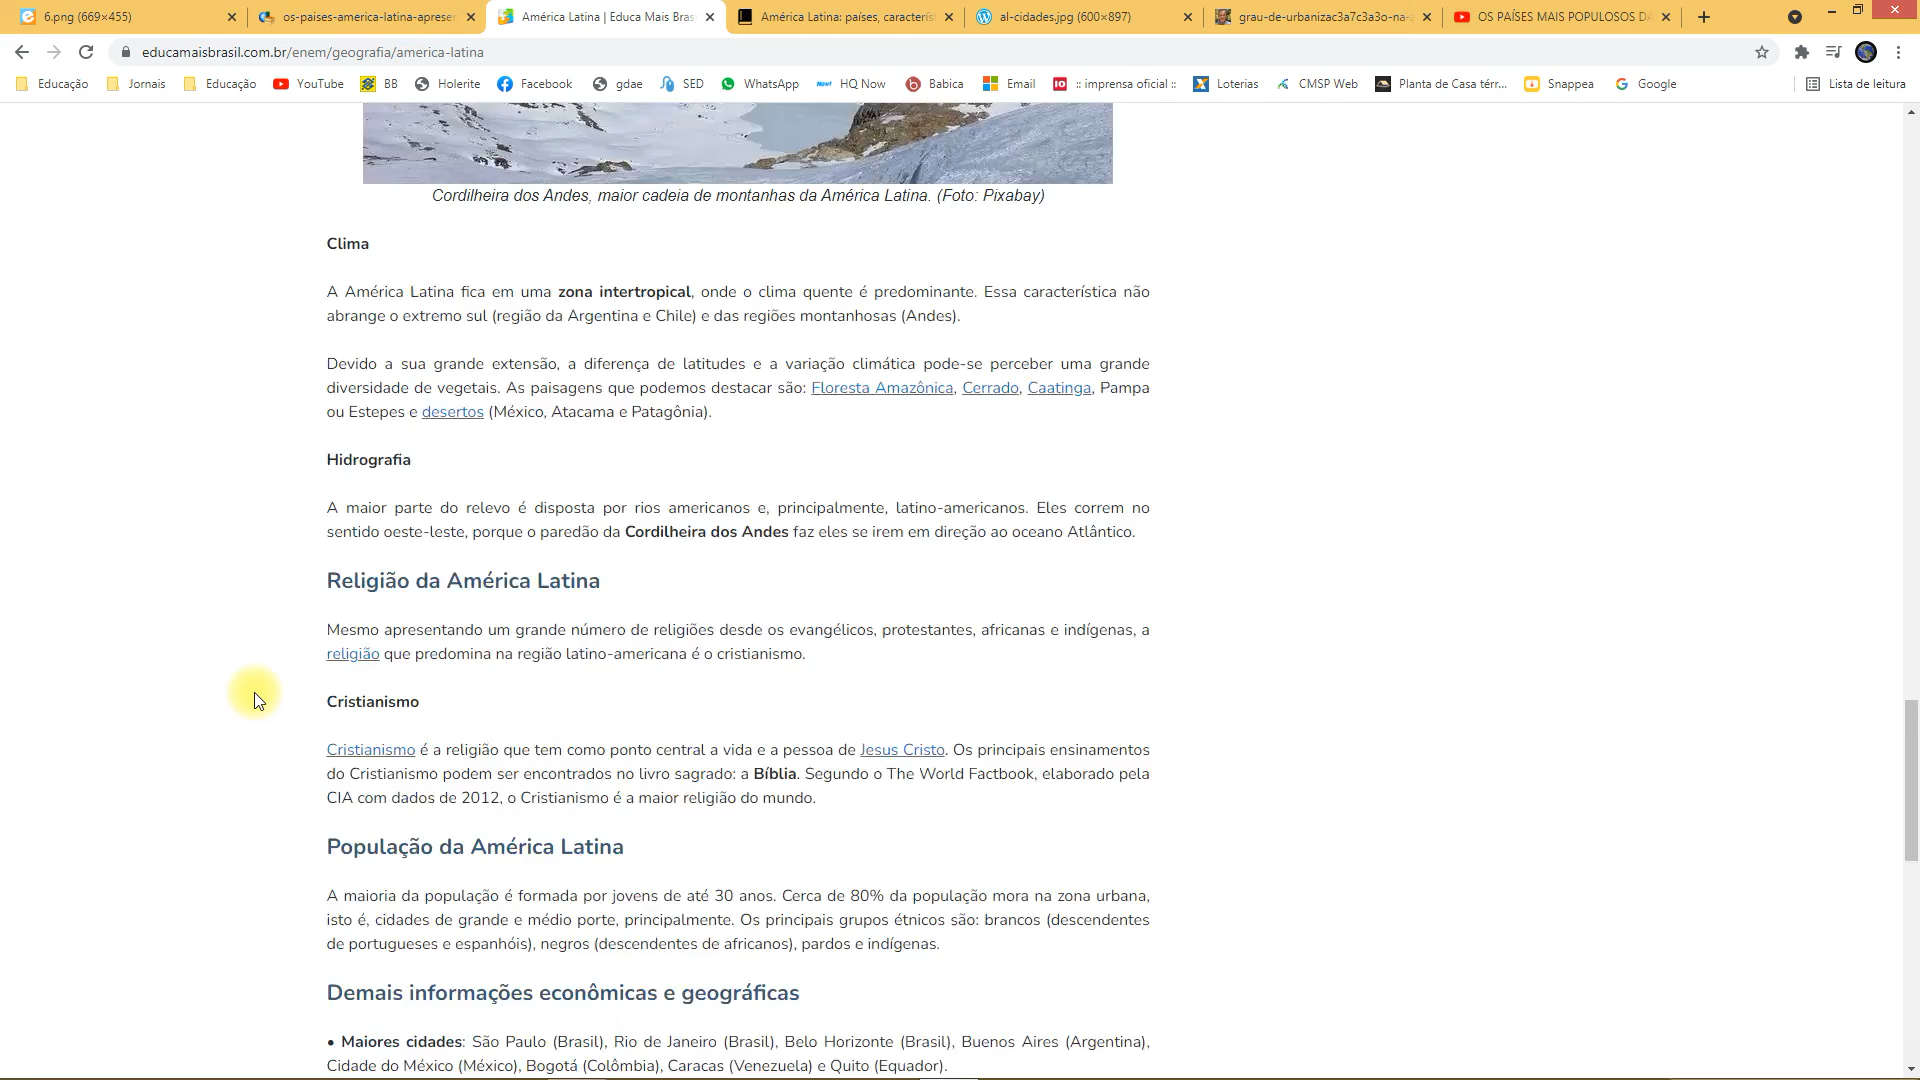 6.png (669×455)
os-paises-america-latina-apresen
América Latina | Educa Mais Bras
América Latina: países, caracterís
al-cidades.jpg (600×897)
grau-de-urbanizac3a7c3a3o-na-a
OS PAÍSES MAIS POPULOSOS DA
educamaisbrasil.com.br/enem/geografia/america-latina
Educação
Jornais
Educação
YouTube
BB
Holerite
Facebook
gdae
SED
WhatsApp
New!
HQ Now
Babica
Email
IO
:: imprensa oficial ::
Loterias
CMSP Web
Planta de Casa térr...
Snappea
Google
Lista de leitura
Cordilheira dos Andes, maior cadeia de montanhas da América Latina. (Foto: Pixabay)
Clima
A América Latina fica em uma zona intertropical, onde o clima quente é predominante. Essa característica não
abrange o extremo sul (região da Argentina e Chile) e das regiões montanhosas (Andes).
Devido a sua grande extensão, a diferença de latitudes e a variação climática pode-se perceber uma grande
diversidade de vegetais. As paisagens que podemos destacar são: Floresta Amazônica, Cerrado, Caatinga, Pampa
ou Estepes e desertos (México, Atacama e Patagônia).
Hidrografia
A maior parte do relevo é disposta por rios americanos e, principalmente, latino-americanos. Eles correm no
sentido oeste-leste, porque o paredão da Cordilheira dos Andes faz eles se irem em direção ao oceano Atlântico.
Religião da América Latina
Mesmo apresentando um grande número de religiões desde os evangélicos, protestantes, africanas e indígenas, a
religião que predomina na região latino-americana é o cristianismo.
Cristianismo
Cristianismo é a religião que tem como ponto central a vida e a pessoa de Jesus Cristo. Os principais ensinamentos
do Cristianismo podem ser encontrados no livro sagrado: a Bíblia. Segundo o The World Factbook, elaborado pela
CIA com dados de 2012, o Cristianismo é a maior religião do mundo.
População da América Latina
A maioria da população é formada por jovens de até 30 anos. Cerca de 80% da população mora na zona urbana,
isto é, cidades de grande e médio porte, principalmente. Os principais grupos étnicos são: brancos (descendentes
de portugueses e espanhóis), negros (descendentes de africanos), pardos e indígenas.
Demais informações econômicas e geográficas
• Maiores cidades: São Paulo (Brasil), Rio de Janeiro (Brasil), Belo Horizonte (Brasil), Buenos Aires (Argentina),
Cidade do México (México), Bogotá (Colômbia), Caracas (Venezuela) e Quito (Equador).